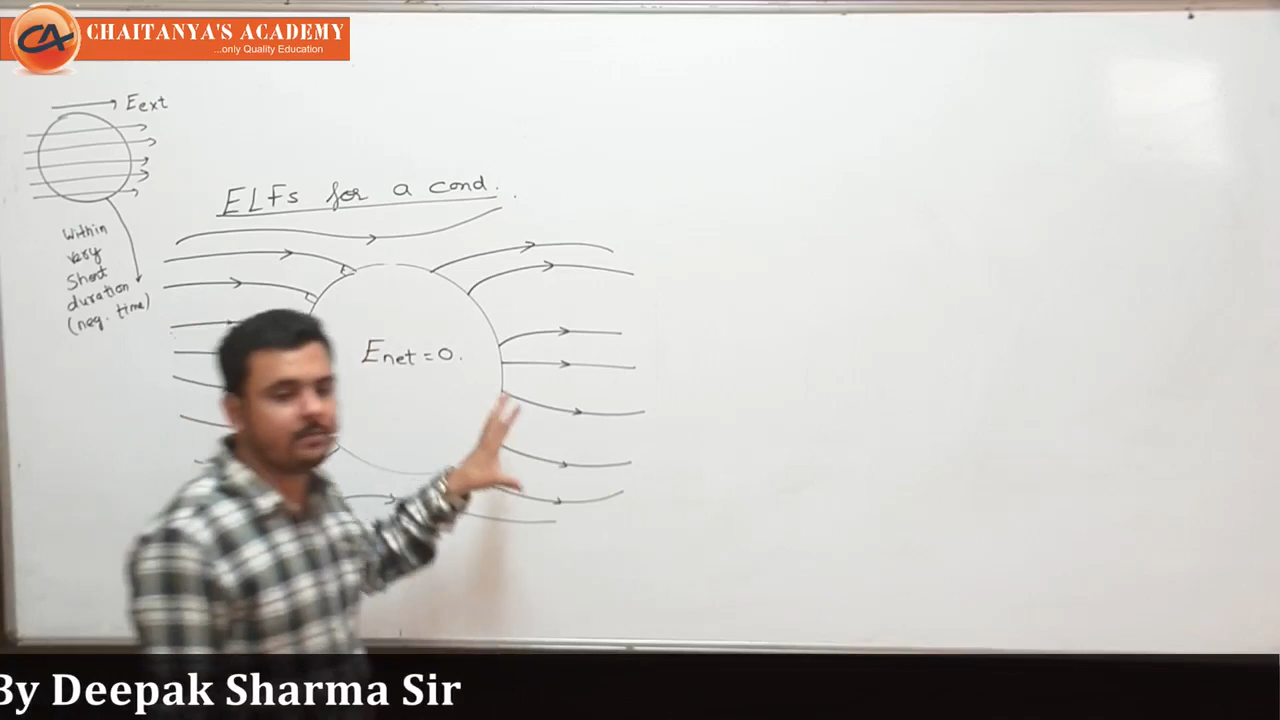 CA CHAITANYA'S ACADEMY
...only Quality Education
Eext
Within
very
Short
duration
(neg. time)
ELFs for a cond.
Enet = 0.
By Deepak Sharma Sir